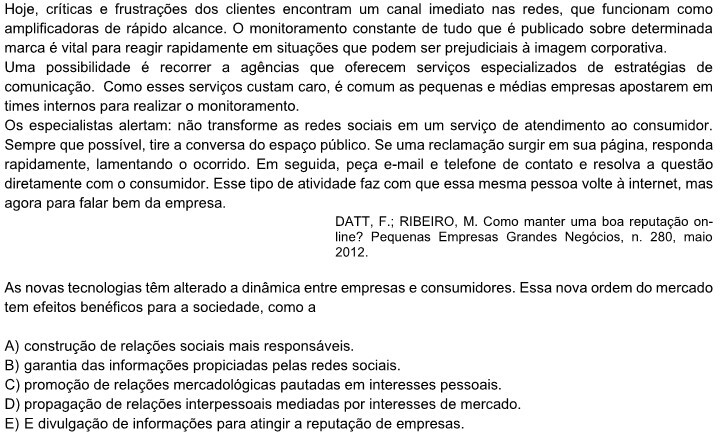 Hoje, críticas e frustrações dos clientes encontram um canal imediato nas redes, que funcionam como
amplificadoras de rápido alcance. O monitoramento constante de tudo que é publicado sobre determinada
marca é vital para reagir rapidamente em situações que podem ser prejudiciais à imagem corporativa.
Uma possibilidade é recorrer a agências que oferecem serviços especializados de estratégias de
comunicação. Como esses serviços custam caro, é comum as pequenas e médias empresas apostarem em
times internos para realizar o monitoramento.
Os especialistas alertam: não transforme as redes sociais em um serviço de atendimento ao consumidor.
Sempre que possível, tire a conversa do espaço público. Se uma reclamação surgir em sua página, responda
rapidamente, lamentando o ocorrido. Em seguida, peça e-mail e telefone de contato e resolva a questão
diretamente com o consumidor. Esse tipo de atividade faz com que essa mesma pessoa volte à internet, mas
agora para falar bem da empresa.
DATT, F.; RIBEIRO, M. Como manter uma boa reputação on-
line? Pequenas Empresas Grandes Negócios, n. 280, maio
2012.
As novas tecnologias têm alterado a dinâmica entre empresas e consumidores. Essa nova ordem do mercado
tem efeitos benéficos para a sociedade, como a
A) construção de relações sociais mais responsáveis.
B) garantia das informações propiciadas pelas redes sociais.
C) promoção de relações mercadológicas pautadas em interesses pessoais.
D) propagação de relações interpessoais mediadas por interesses de mercado.
E) E divulgação de informações para atingir a reputação de empresas.